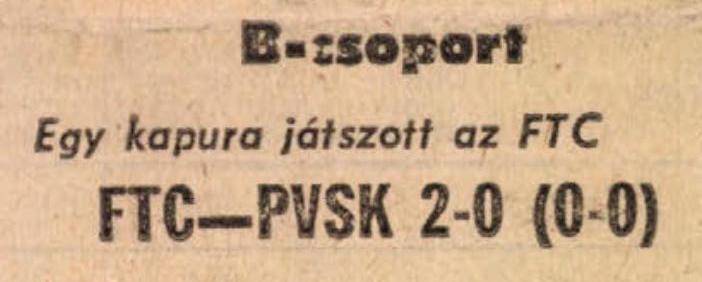 B-csoport
Egy kapura játszott az FTC
FTC—PVSK 2-0 (0-0)